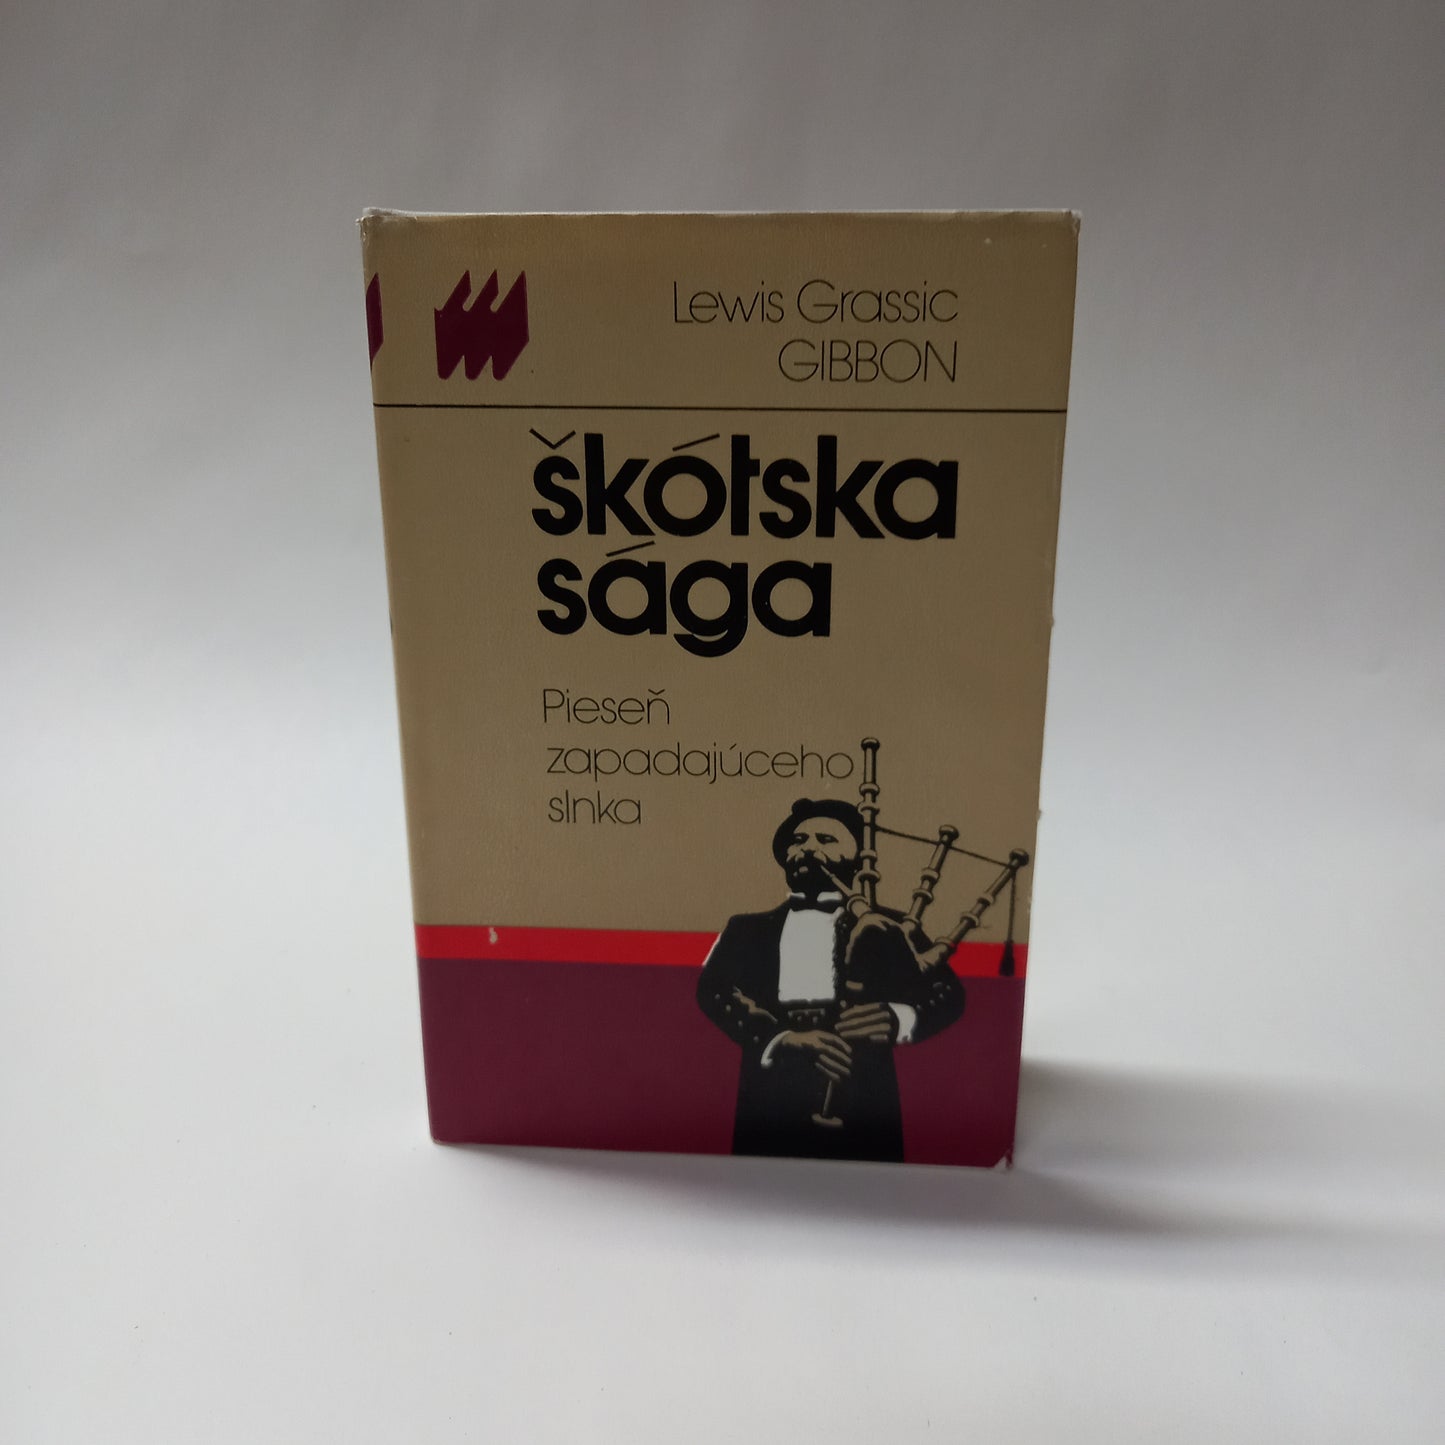 Lewis Grassic
GIBBON
škótska
sága
Pieseň
zapadajúceho
slnka